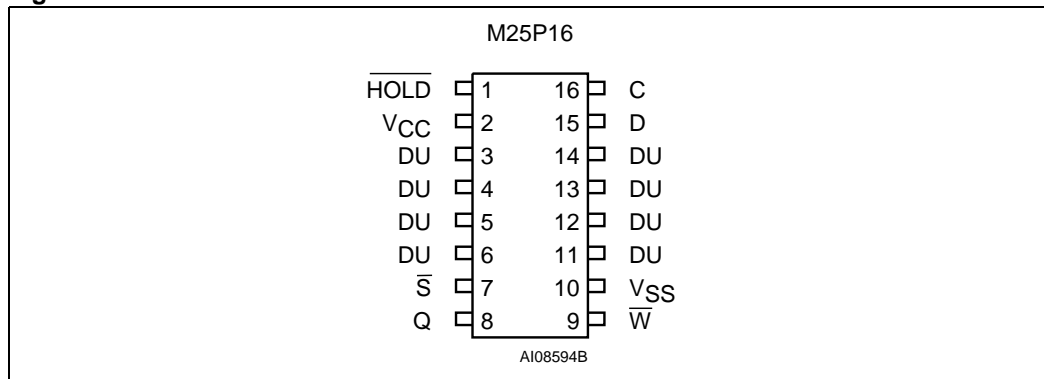 M25P16
HOLD 1 16 C
VCC 2 15 D
DU 3 14 DU
DU 4 13 DU
DU 5 12 DU
DU 6 11 DU
S 7 10 VSS
Q 8 9 W
AI08594B